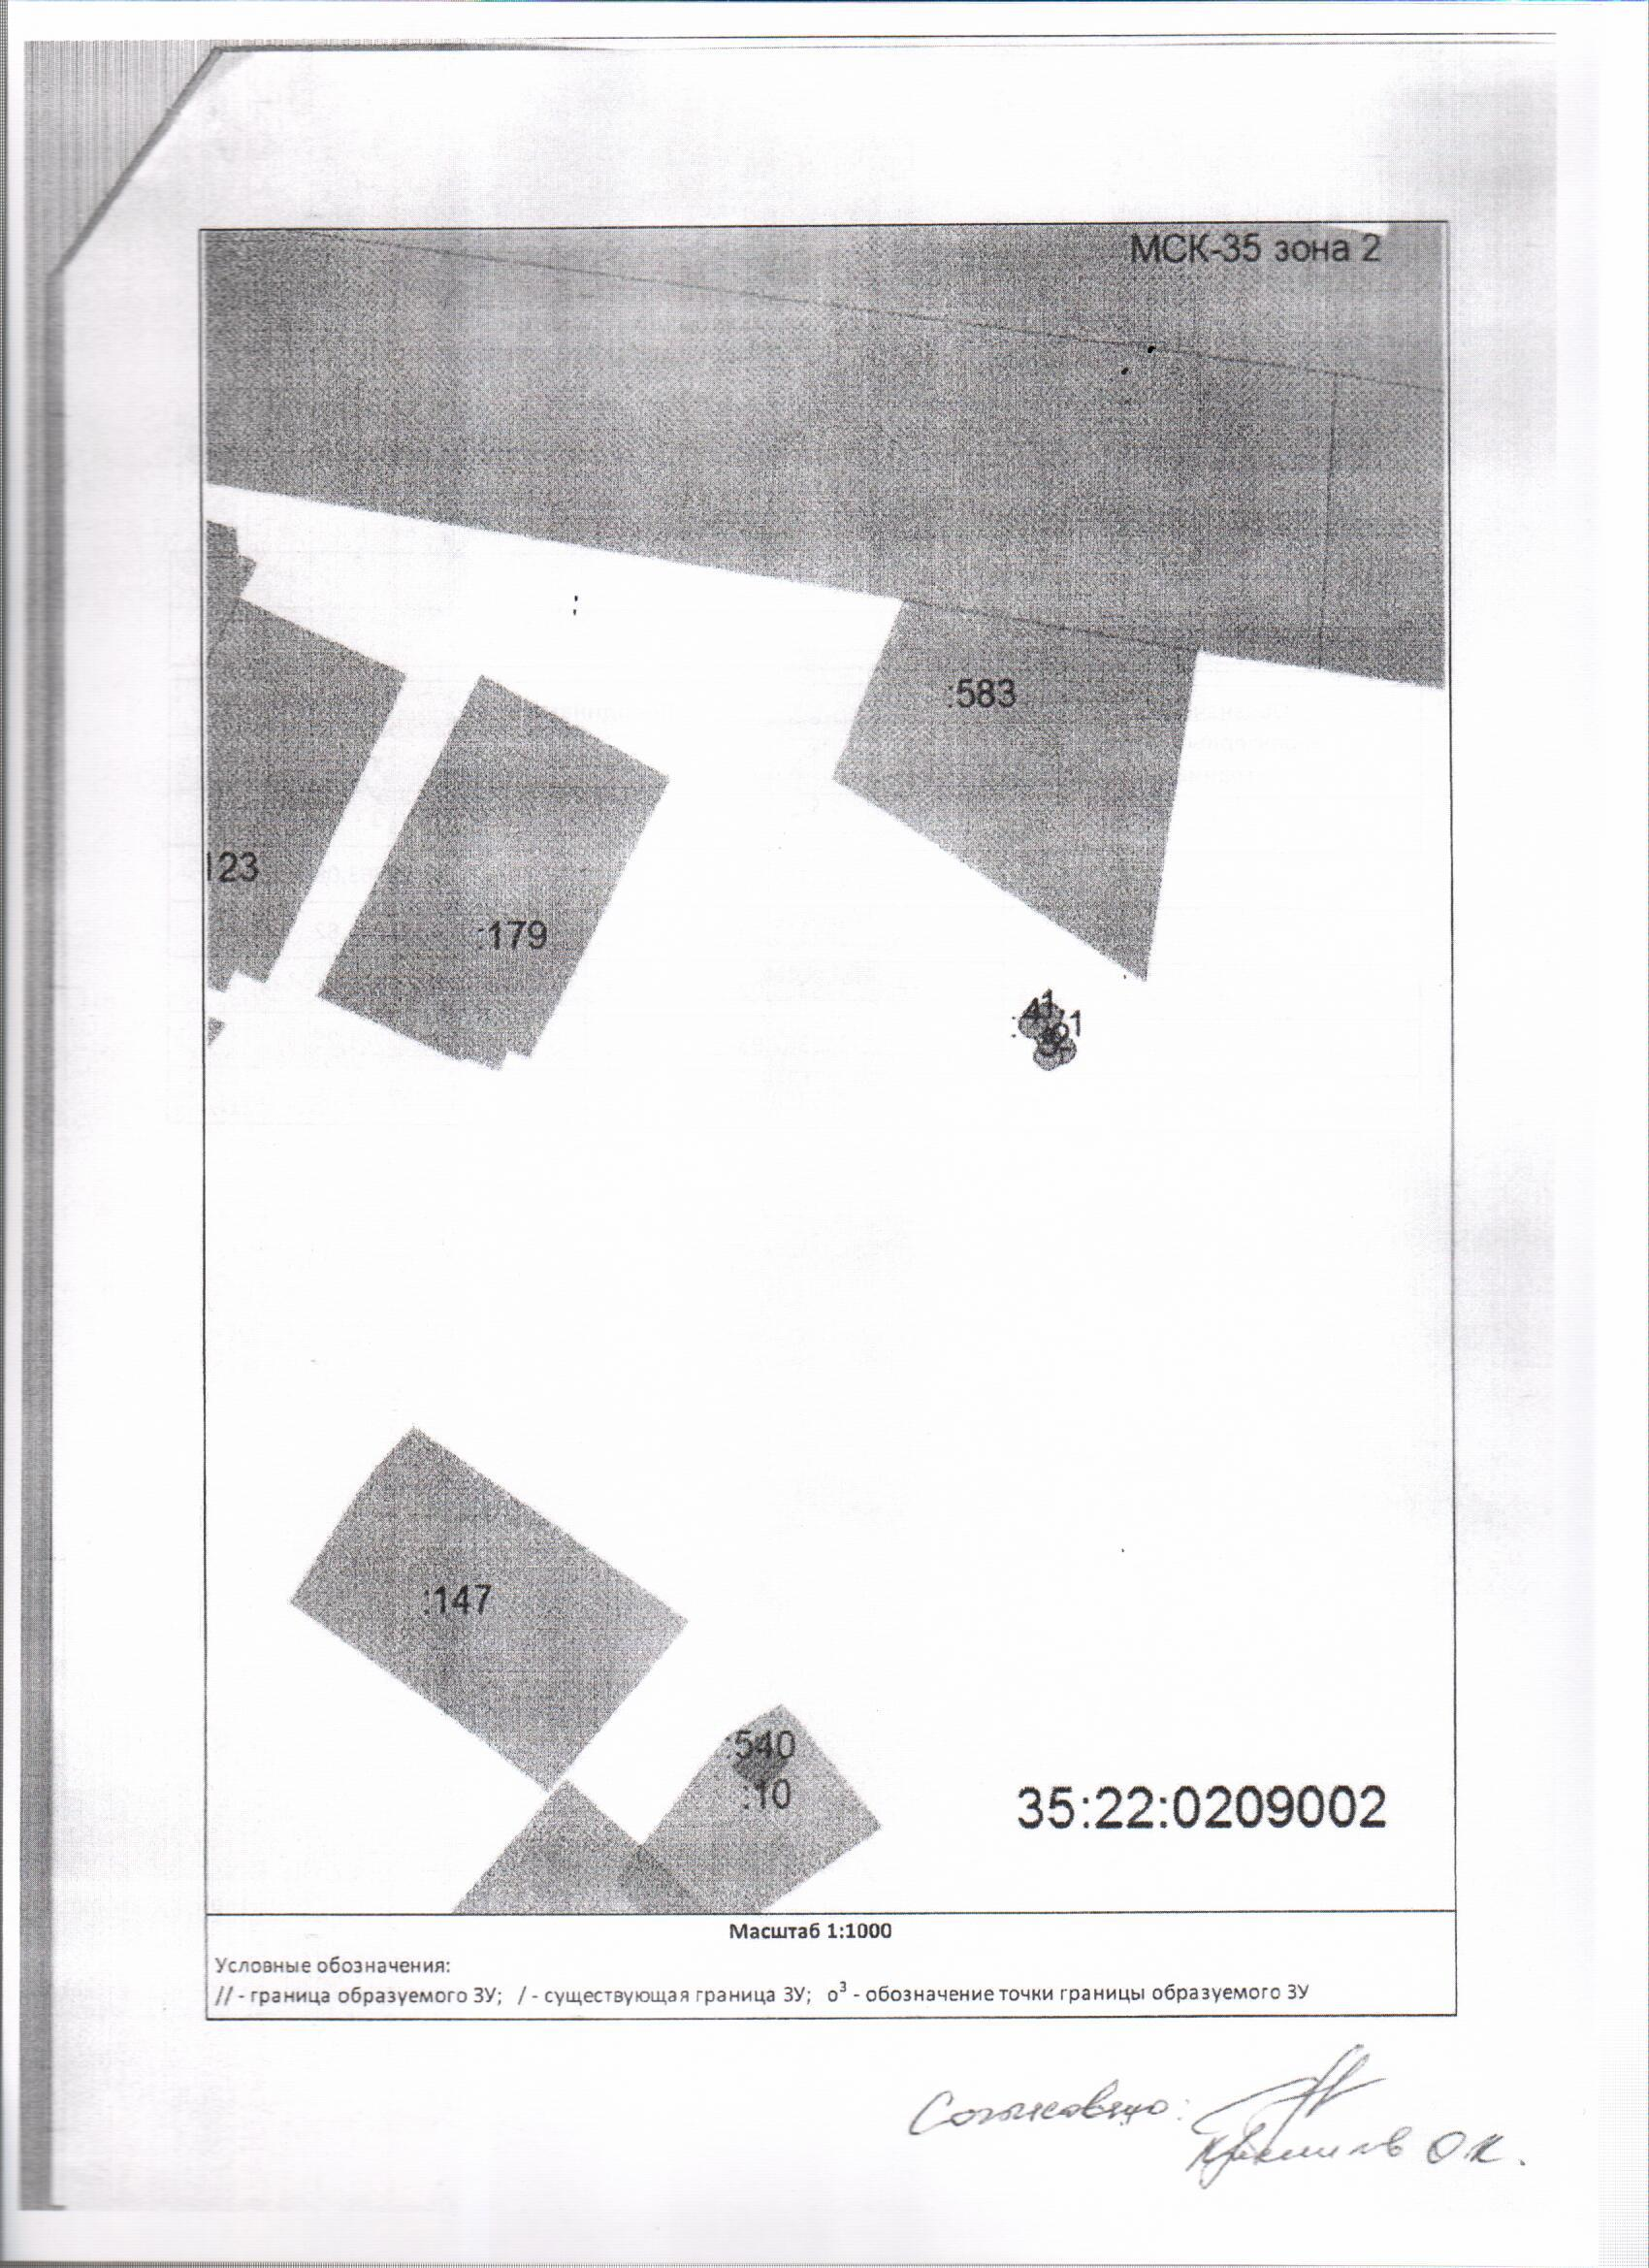 МСК-35 зона 2
:583
123
:179
:147
:540
:10
35:22:0209002
Масштаб 1:1000
Условные обозначения:
// - граница образуемого ЗУ; / - существующая граница ЗУ; о³ - обозначение точки границы образуемого ЗУ
Согласовано:
О.К.